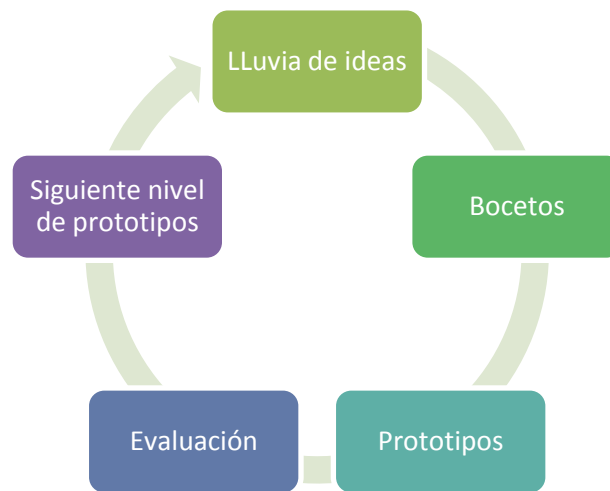 LLuvia de ideas
Bocetos
Prototipos
Evaluación
Siguiente nivel
de prototipos